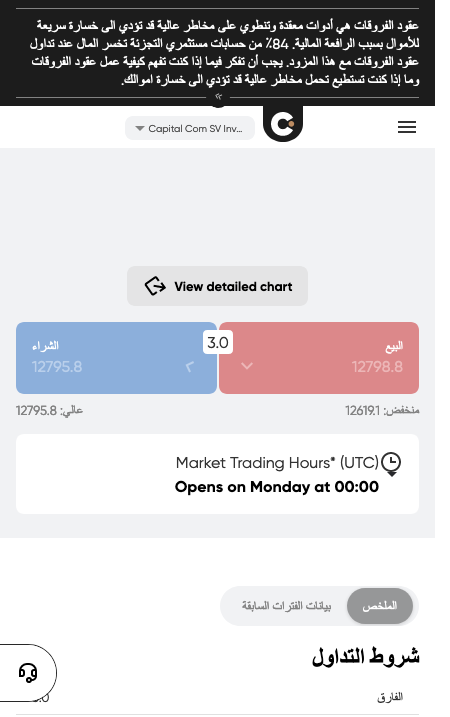 عقود الفروقات هي أدوات معقدة وتنطوي على مخاطر عالية قد تؤدي الى خسارة سريعة
للأموال بسبب الرافعة المالية. 84٪ من حسابات مستثمري التجزئة تخسر المال عند تداول
عقود الفروقات مع هذا المزود. يجب أن تفكر فيما إذا كنت تفهم كيفية عمل عقود الفروقات
وما إذا كنت تستطيع تحمل مخاطر عالية قد تؤدي الى خسارة اموالك.
Capital Com SV Inv...
View detailed chart
البيع
12798.8
3.0
الشراء
12795.8
منخفض: 12619.1
عالي: 12795.8
Market Trading Hours* (UTC)
Opens on Monday at 00:00
الملخص
بيانات الفترات السابقة
شروط التداول
الفارق